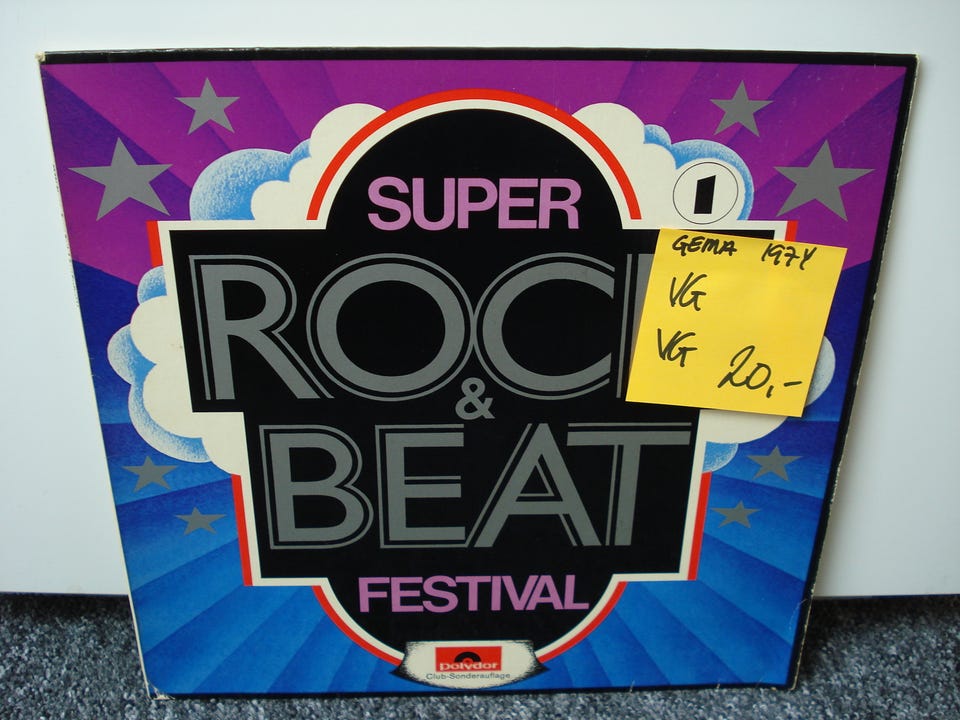 SUPER
1
ROC
&
BEAT
FESTIVAL
polydor
Club-Sonderauflage
GEMA 1974
VG
VG
20,-